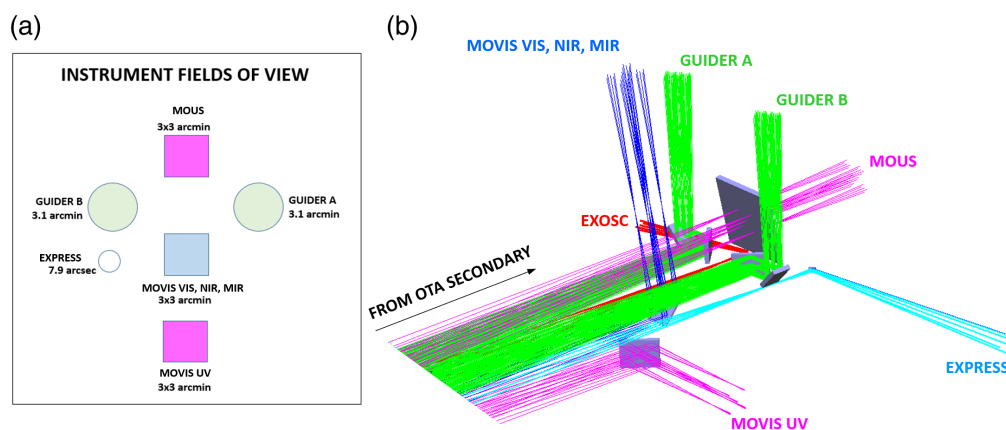 (a)
INSTRUMENT FIELDS OF VIEW
MOUS
3x3 arcmin
GUIDER B
3.1 arcmin
GUIDER A
3.1 arcmin
EXPRESS
7.9 arcsec
MOVIS VIS, NIR, MIR
3x3 arcmin
MOVIS UV
3x3 arcmin
(b)
MOVIS VIS, NIR, MIR
GUIDER A
GUIDER B
MOUS
EXOSC
FROM OTA SECONDARY
EXPRESS
MOVIS UV